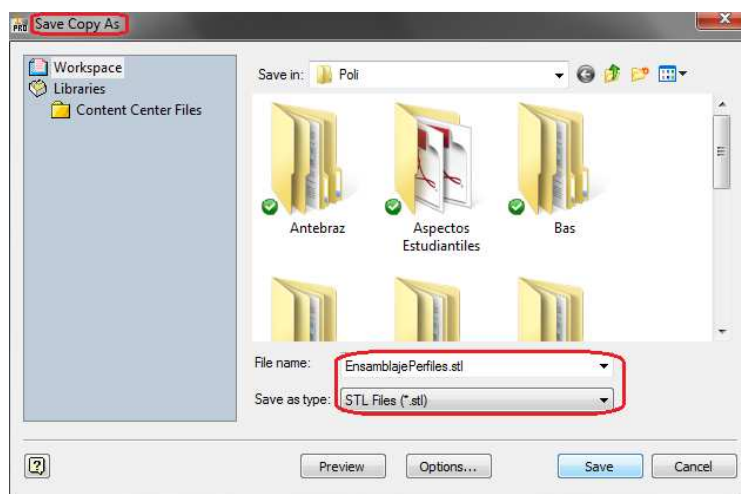 PRO
Save Copy As
Workspace
Libraries
Content Center Files
Save in:
Poli
Antebraz
Aspectos
Estudiantiles
Bas
File name:
EnsamblajePerfiles.stl
Save as type:
STL Files (*.stl)
Preview
Options...
Save
Cancel